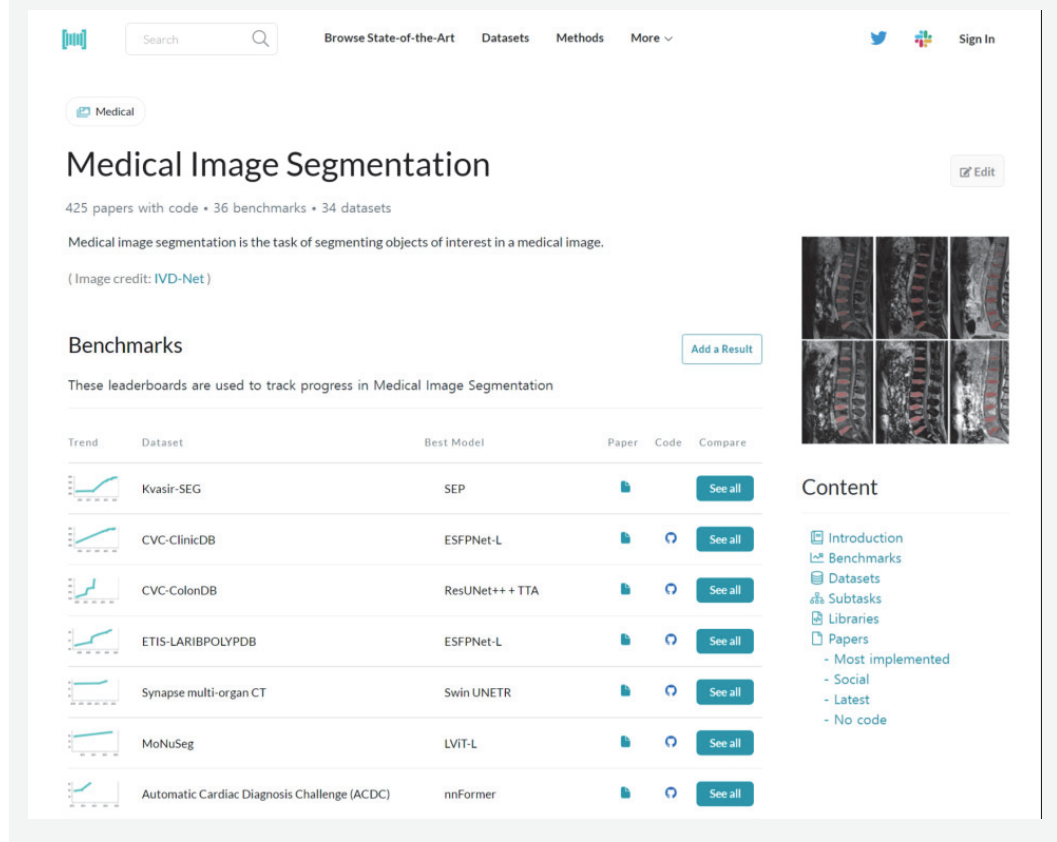 Search
Browse State-of-the-Art Datasets Methods More
Sign In
Medical
Medical Image Segmentation
Edit
425 papers with code • 36 benchmarks • 34 datasets
Medical image segmentation is the task of segmenting objects of interest in a medical image.
( Image credit: IVD-Net )
Benchmarks
Add a Result
These leaderboards are used to track progress in Medical Image Segmentation
Trend Dataset Best Model Paper Code Compare
Kvasir-SEG SEP See all
CVC-ClinicDB ESFPNet-L See all
CVC-ColonDB ResUNet++ + TTA See all
ETIS-LARIBPOLYPDB ESFPNet-L See all
Synapse multi-organ CT Swin UNETR See all
MoNuSeg LViT-L See all
Automatic Cardiac Diagnosis Challenge (ACDC) nnFormer See all
Content
Introduction
Benchmarks
Datasets
Subtasks
Libraries
Papers
- Most implemented
- Social
- Latest
- No code